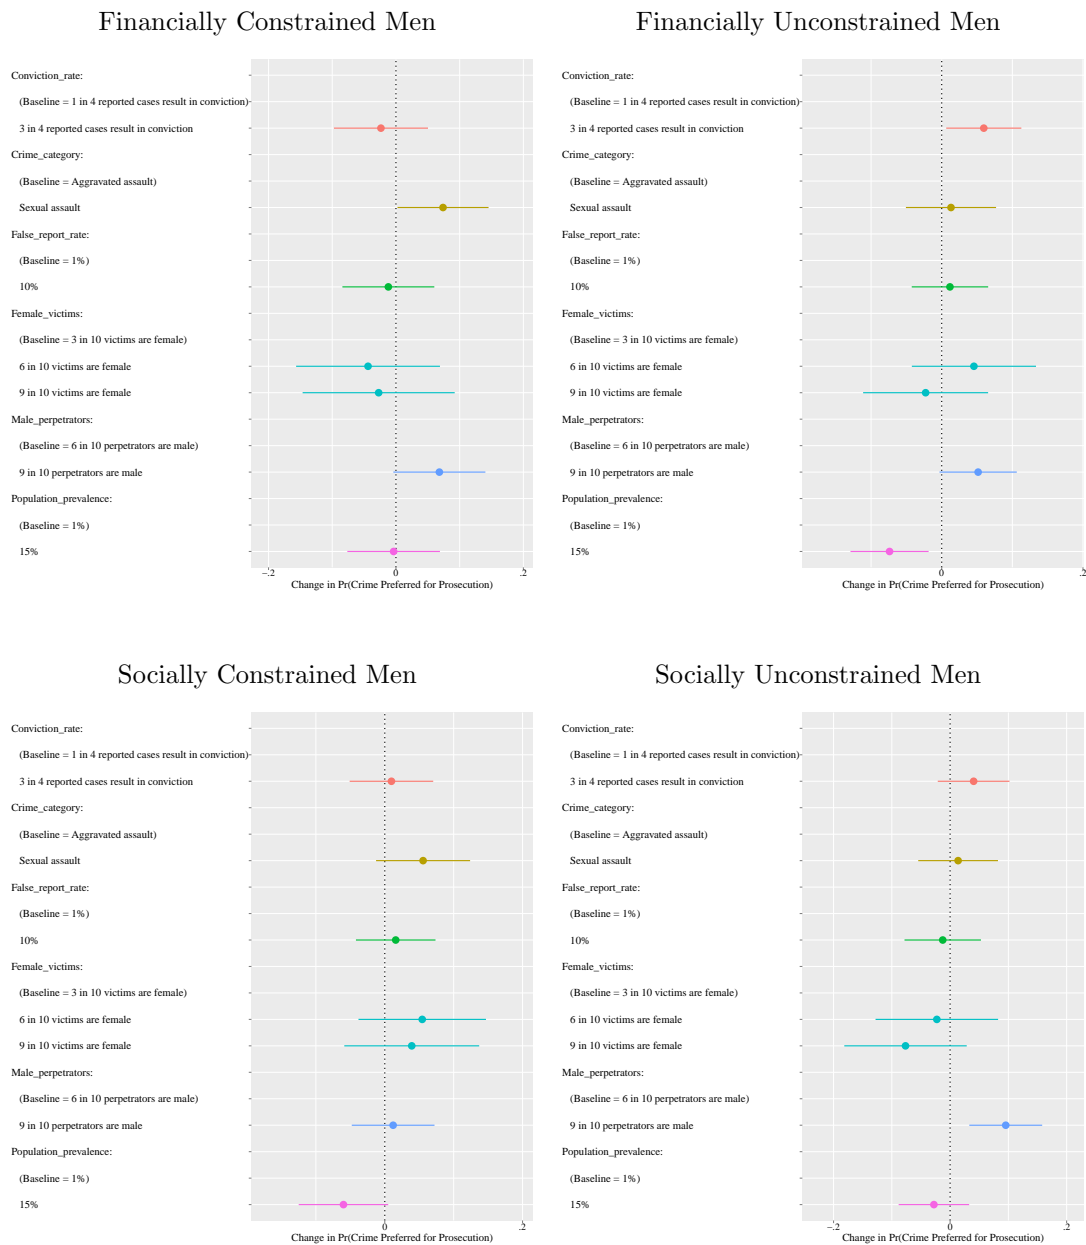 Financially Constrained Men
Conviction_rate:
(Baseline = 1 in 4 reported cases result in conviction)
3 in 4 reported cases result in conviction
Crime_category:
(Baseline = Aggravated assault)
Sexual assault
False_report_rate:
(Baseline = 1%)
10%
Female_victims:
(Baseline = 3 in 10 victims are female)
6 in 10 victims are female
9 in 10 victims are female
Male_perpetrators:
(Baseline = 6 in 10 perpetrators are male)
9 in 10 perpetrators are male
Population_prevalence:
(Baseline = 1%)
15%
−.2 0 .2
Change in Pr(Crime Preferred for Prosecution)
Financially Unconstrained Men
Conviction_rate:
(Baseline = 1 in 4 reported cases result in conviction)
3 in 4 reported cases result in conviction
Crime_category:
(Baseline = Aggravated assault)
Sexual assault
False_report_rate:
(Baseline = 1%)
10%
Female_victims:
(Baseline = 3 in 10 victims are female)
6 in 10 victims are female
9 in 10 victims are female
Male_perpetrators:
(Baseline = 6 in 10 perpetrators are male)
9 in 10 perpetrators are male
Population_prevalence:
(Baseline = 1%)
15%
0 .2
Change in Pr(Crime Preferred for Prosecution)
Socially Constrained Men
Conviction_rate:
(Baseline = 1 in 4 reported cases result in conviction)
3 in 4 reported cases result in conviction
Crime_category:
(Baseline = Aggravated assault)
Sexual assault
False_report_rate:
(Baseline = 1%)
10%
Female_victims:
(Baseline = 3 in 10 victims are female)
6 in 10 victims are female
9 in 10 victims are female
Male_perpetrators:
(Baseline = 6 in 10 perpetrators are male)
9 in 10 perpetrators are male
Population_prevalence:
(Baseline = 1%)
15%
0 .2
Change in Pr(Crime Preferred for Prosecution)
Socially Unconstrained Men
Conviction_rate:
(Baseline = 1 in 4 reported cases result in conviction)
3 in 4 reported cases result in conviction
Crime_category:
(Baseline = Aggravated assault)
Sexual assault
False_report_rate:
(Baseline = 1%)
10%
Female_victims:
(Baseline = 3 in 10 victims are female)
6 in 10 victims are female
9 in 10 victims are female
Male_perpetrators:
(Baseline = 6 in 10 perpetrators are male)
9 in 10 perpetrators are male
Population_prevalence:
(Baseline = 1%)
15%
−.2 0 .2
Change in Pr(Crime Preferred for Prosecution)